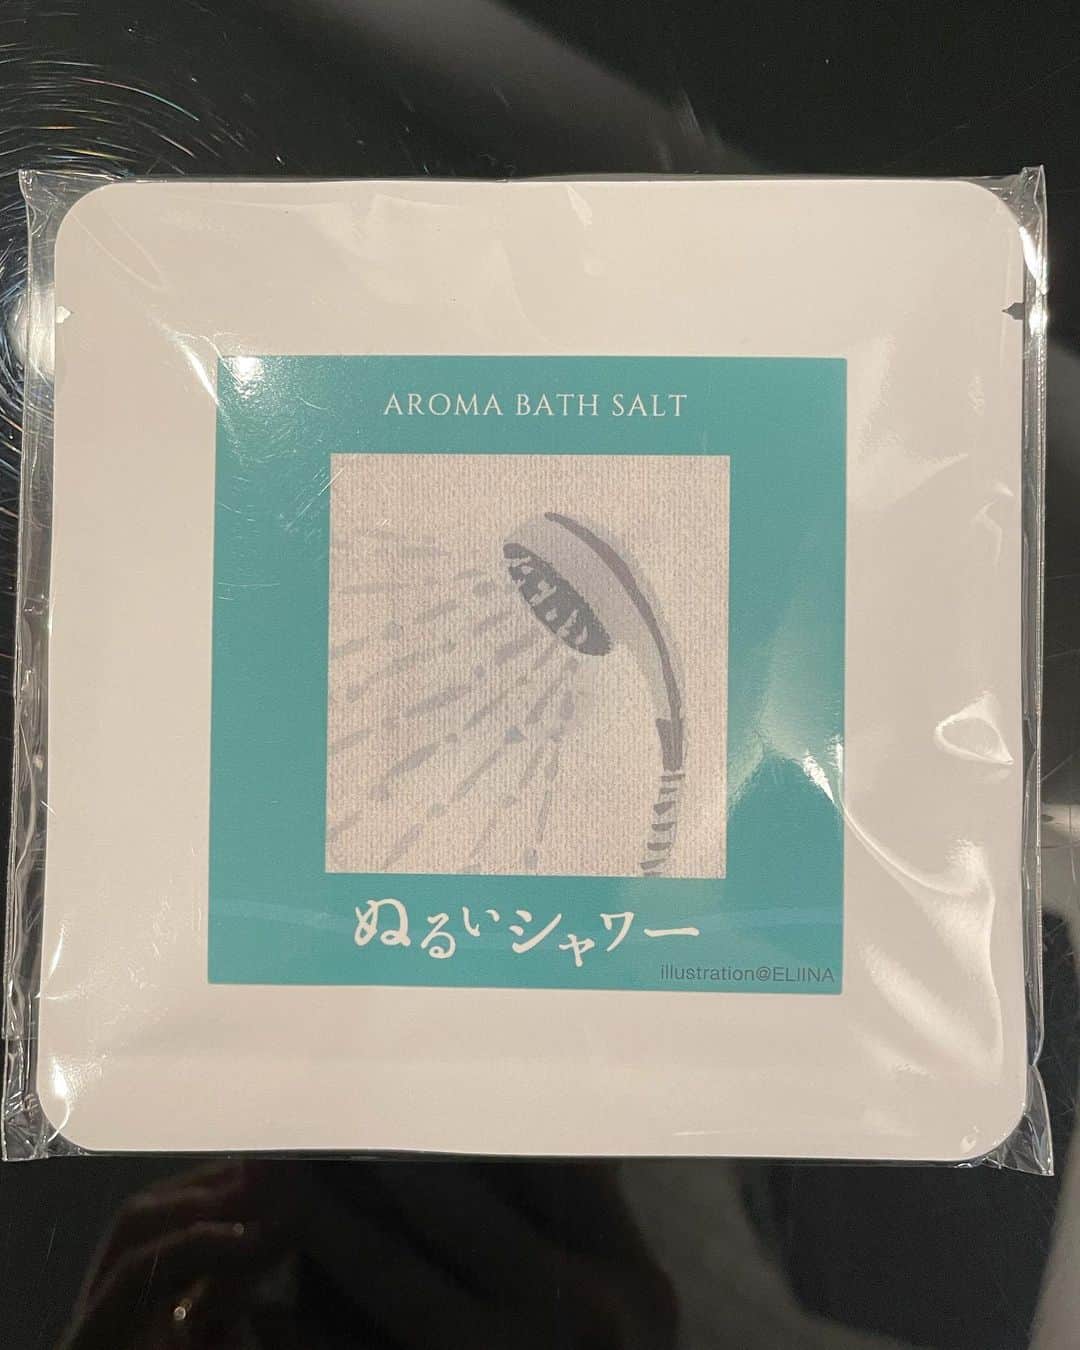 AROMA BATH SALT
ぬるいシャワー
illustration@ELIINA